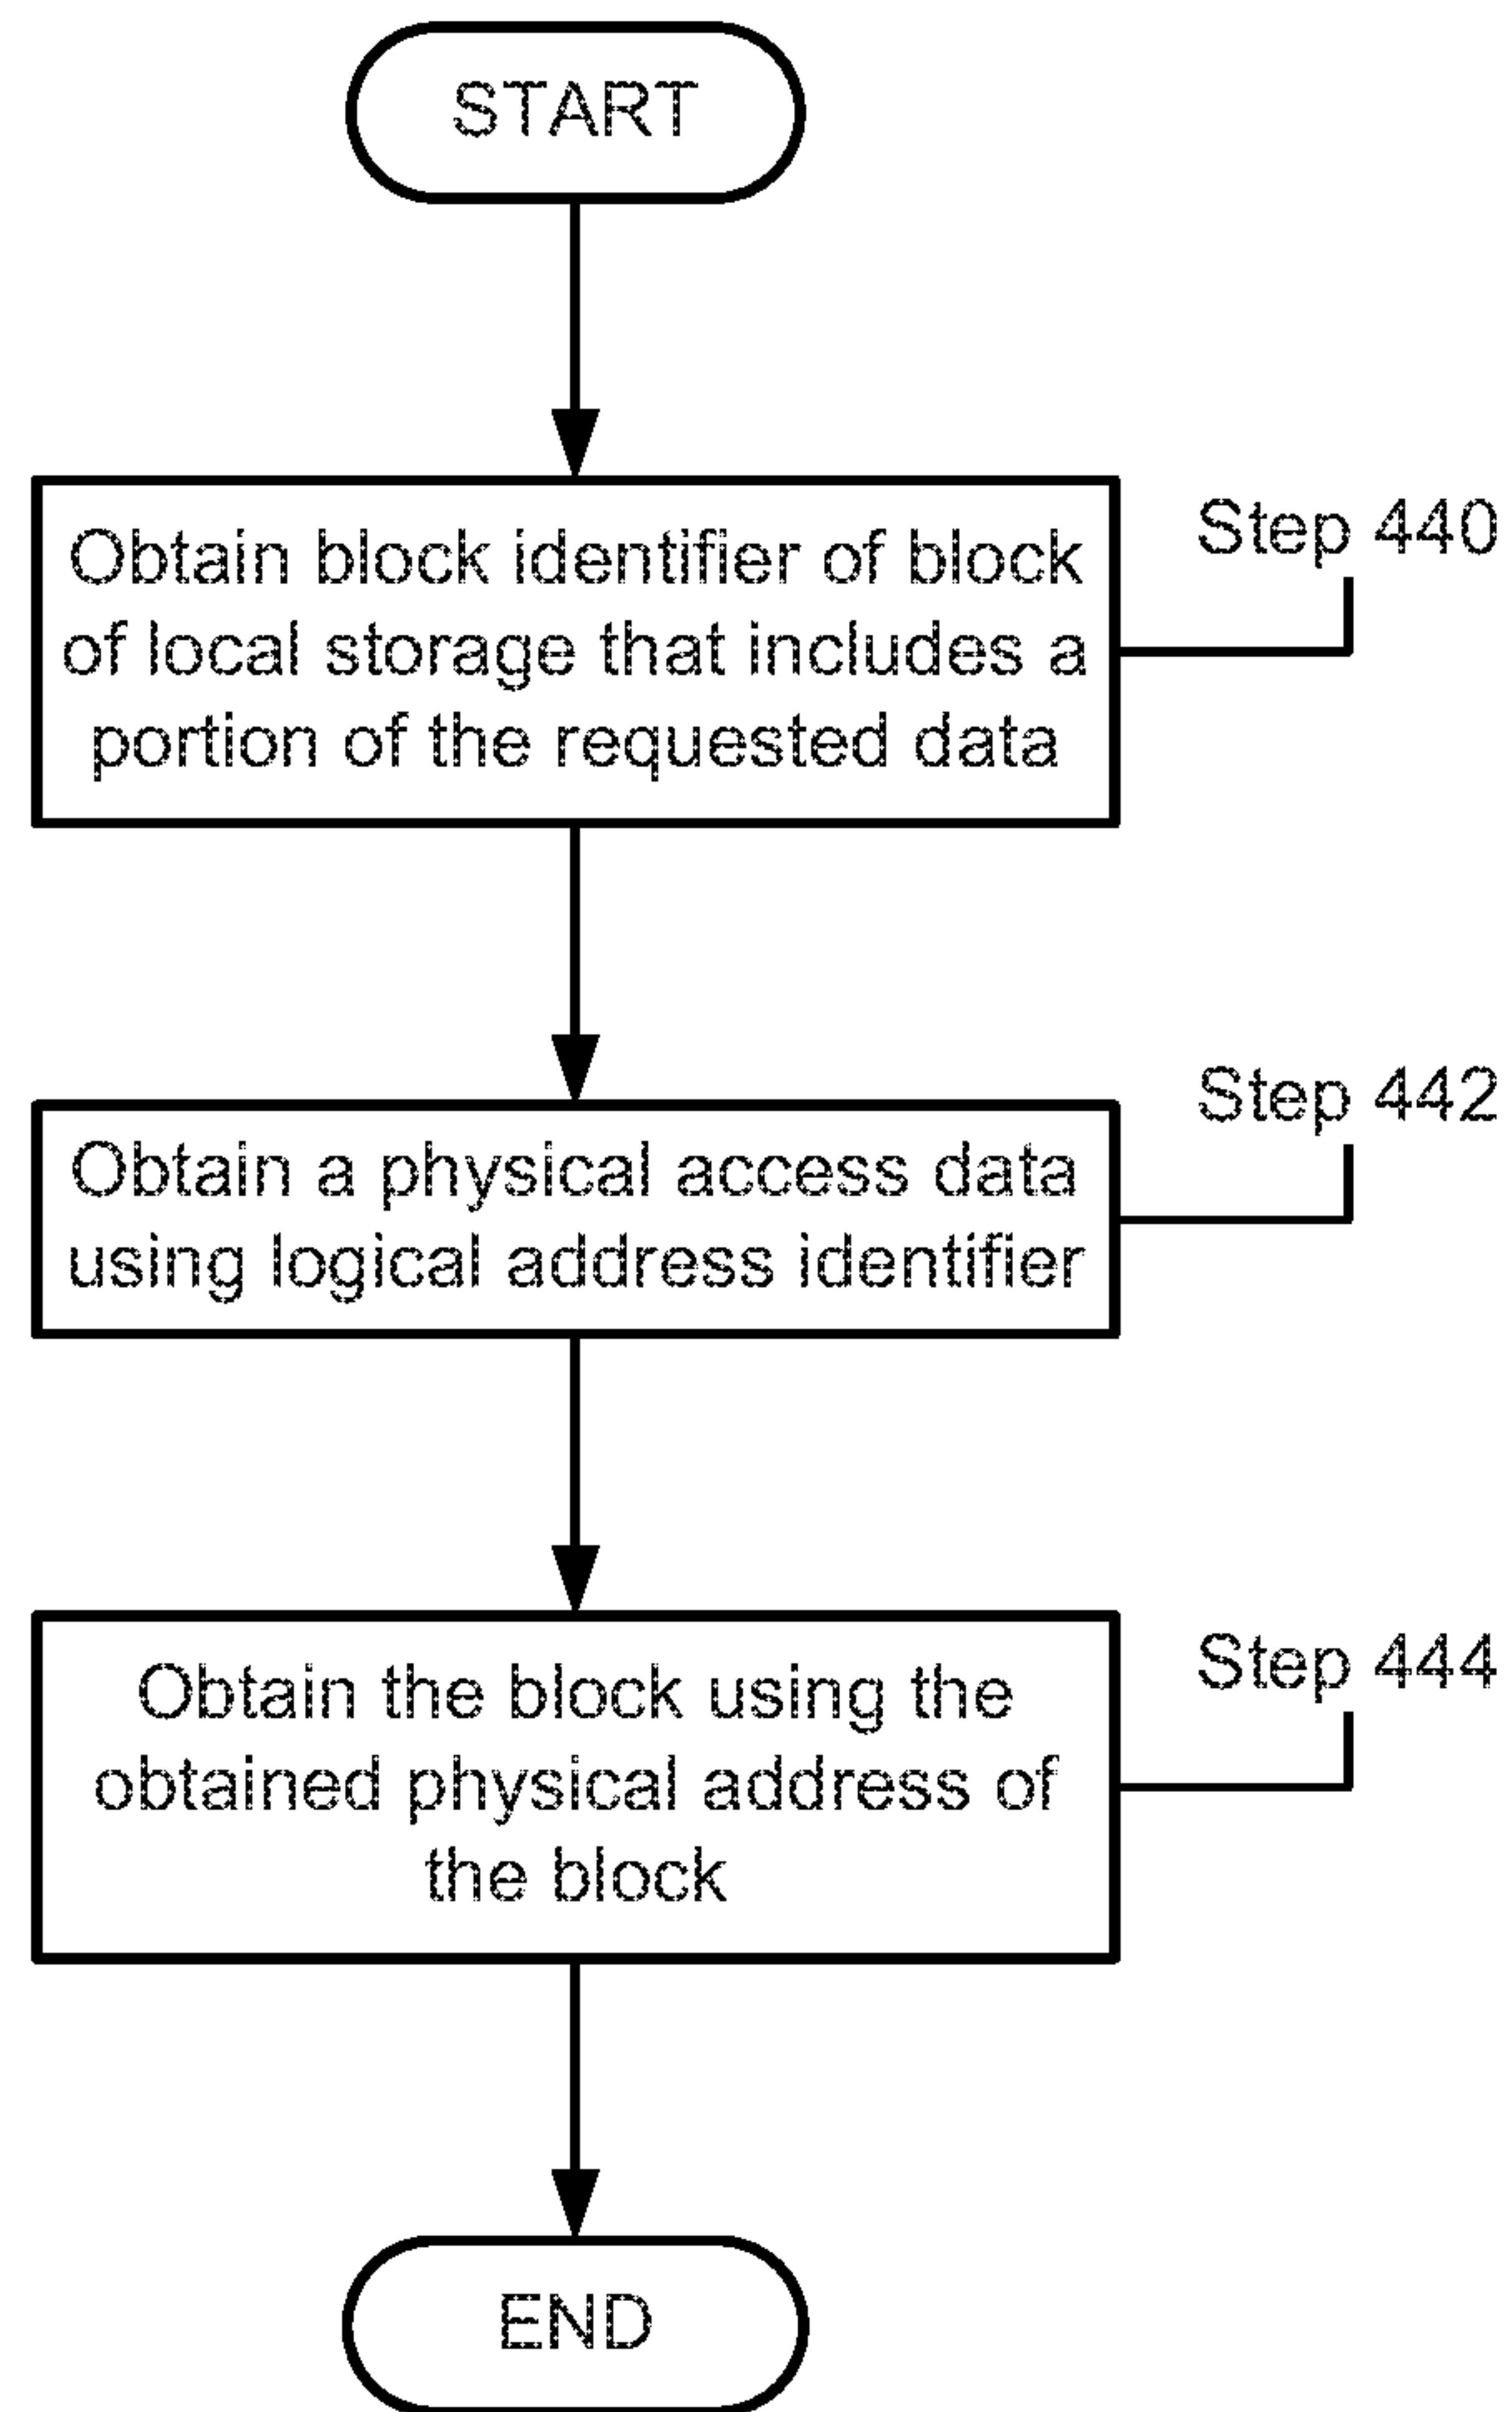 START
Obtain block identifier of block
of local storage that includes a
portion of the requested data
Step 440
Obtain a physical access data
using logical address identifier
Step 442
Obtain the block using the
obtained physical address of
the block
Step 444
END